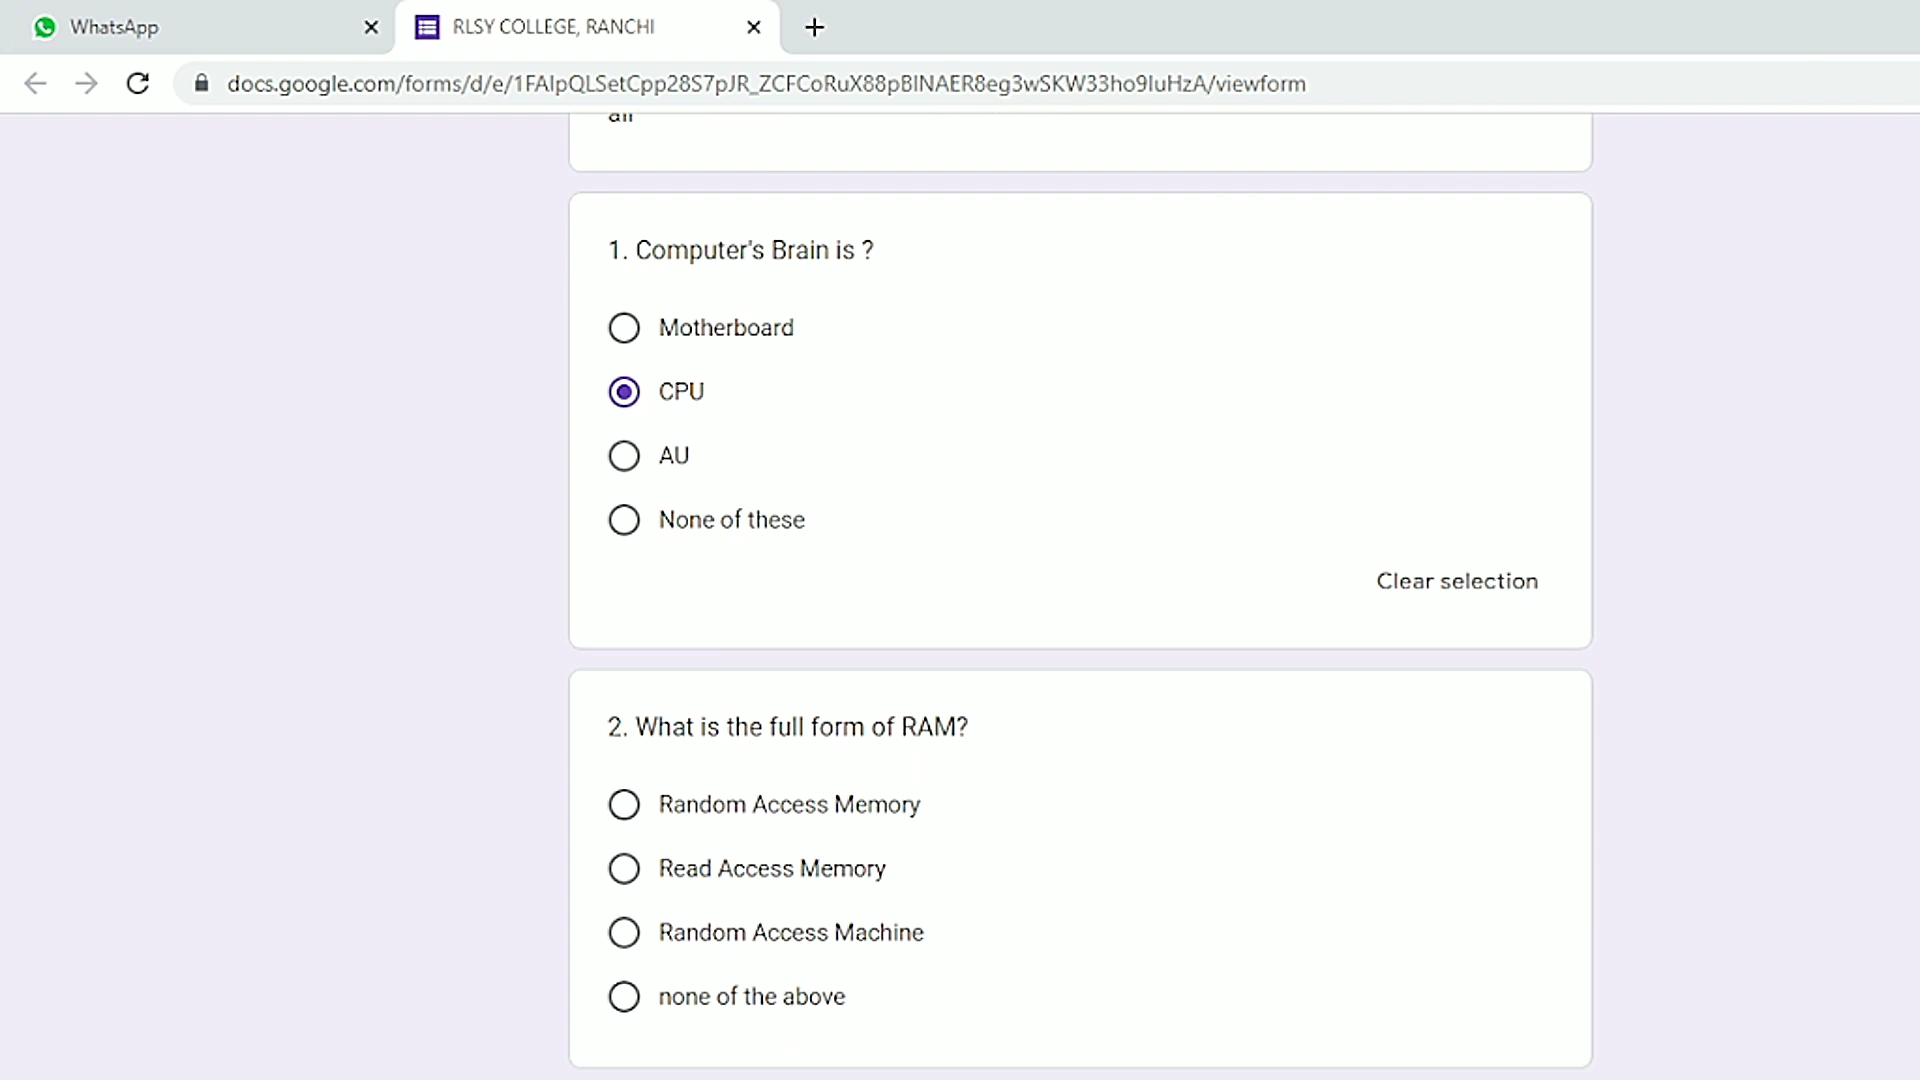 WhatsApp
RLSY COLLEGE, RANCHI
docs.google.com/forms/d/e/1FAIpQLSetCpp28S7pJR_ZCFCoRuX88pBINAER8eg3wSKW33ho9IuHzA/viewform
all
1. Computer's Brain is ?
Motherboard
CPU
AU
None of these
Clear selection
2. What is the full form of RAM?
Random Access Memory
Read Access Memory
Random Access Machine
none of the above